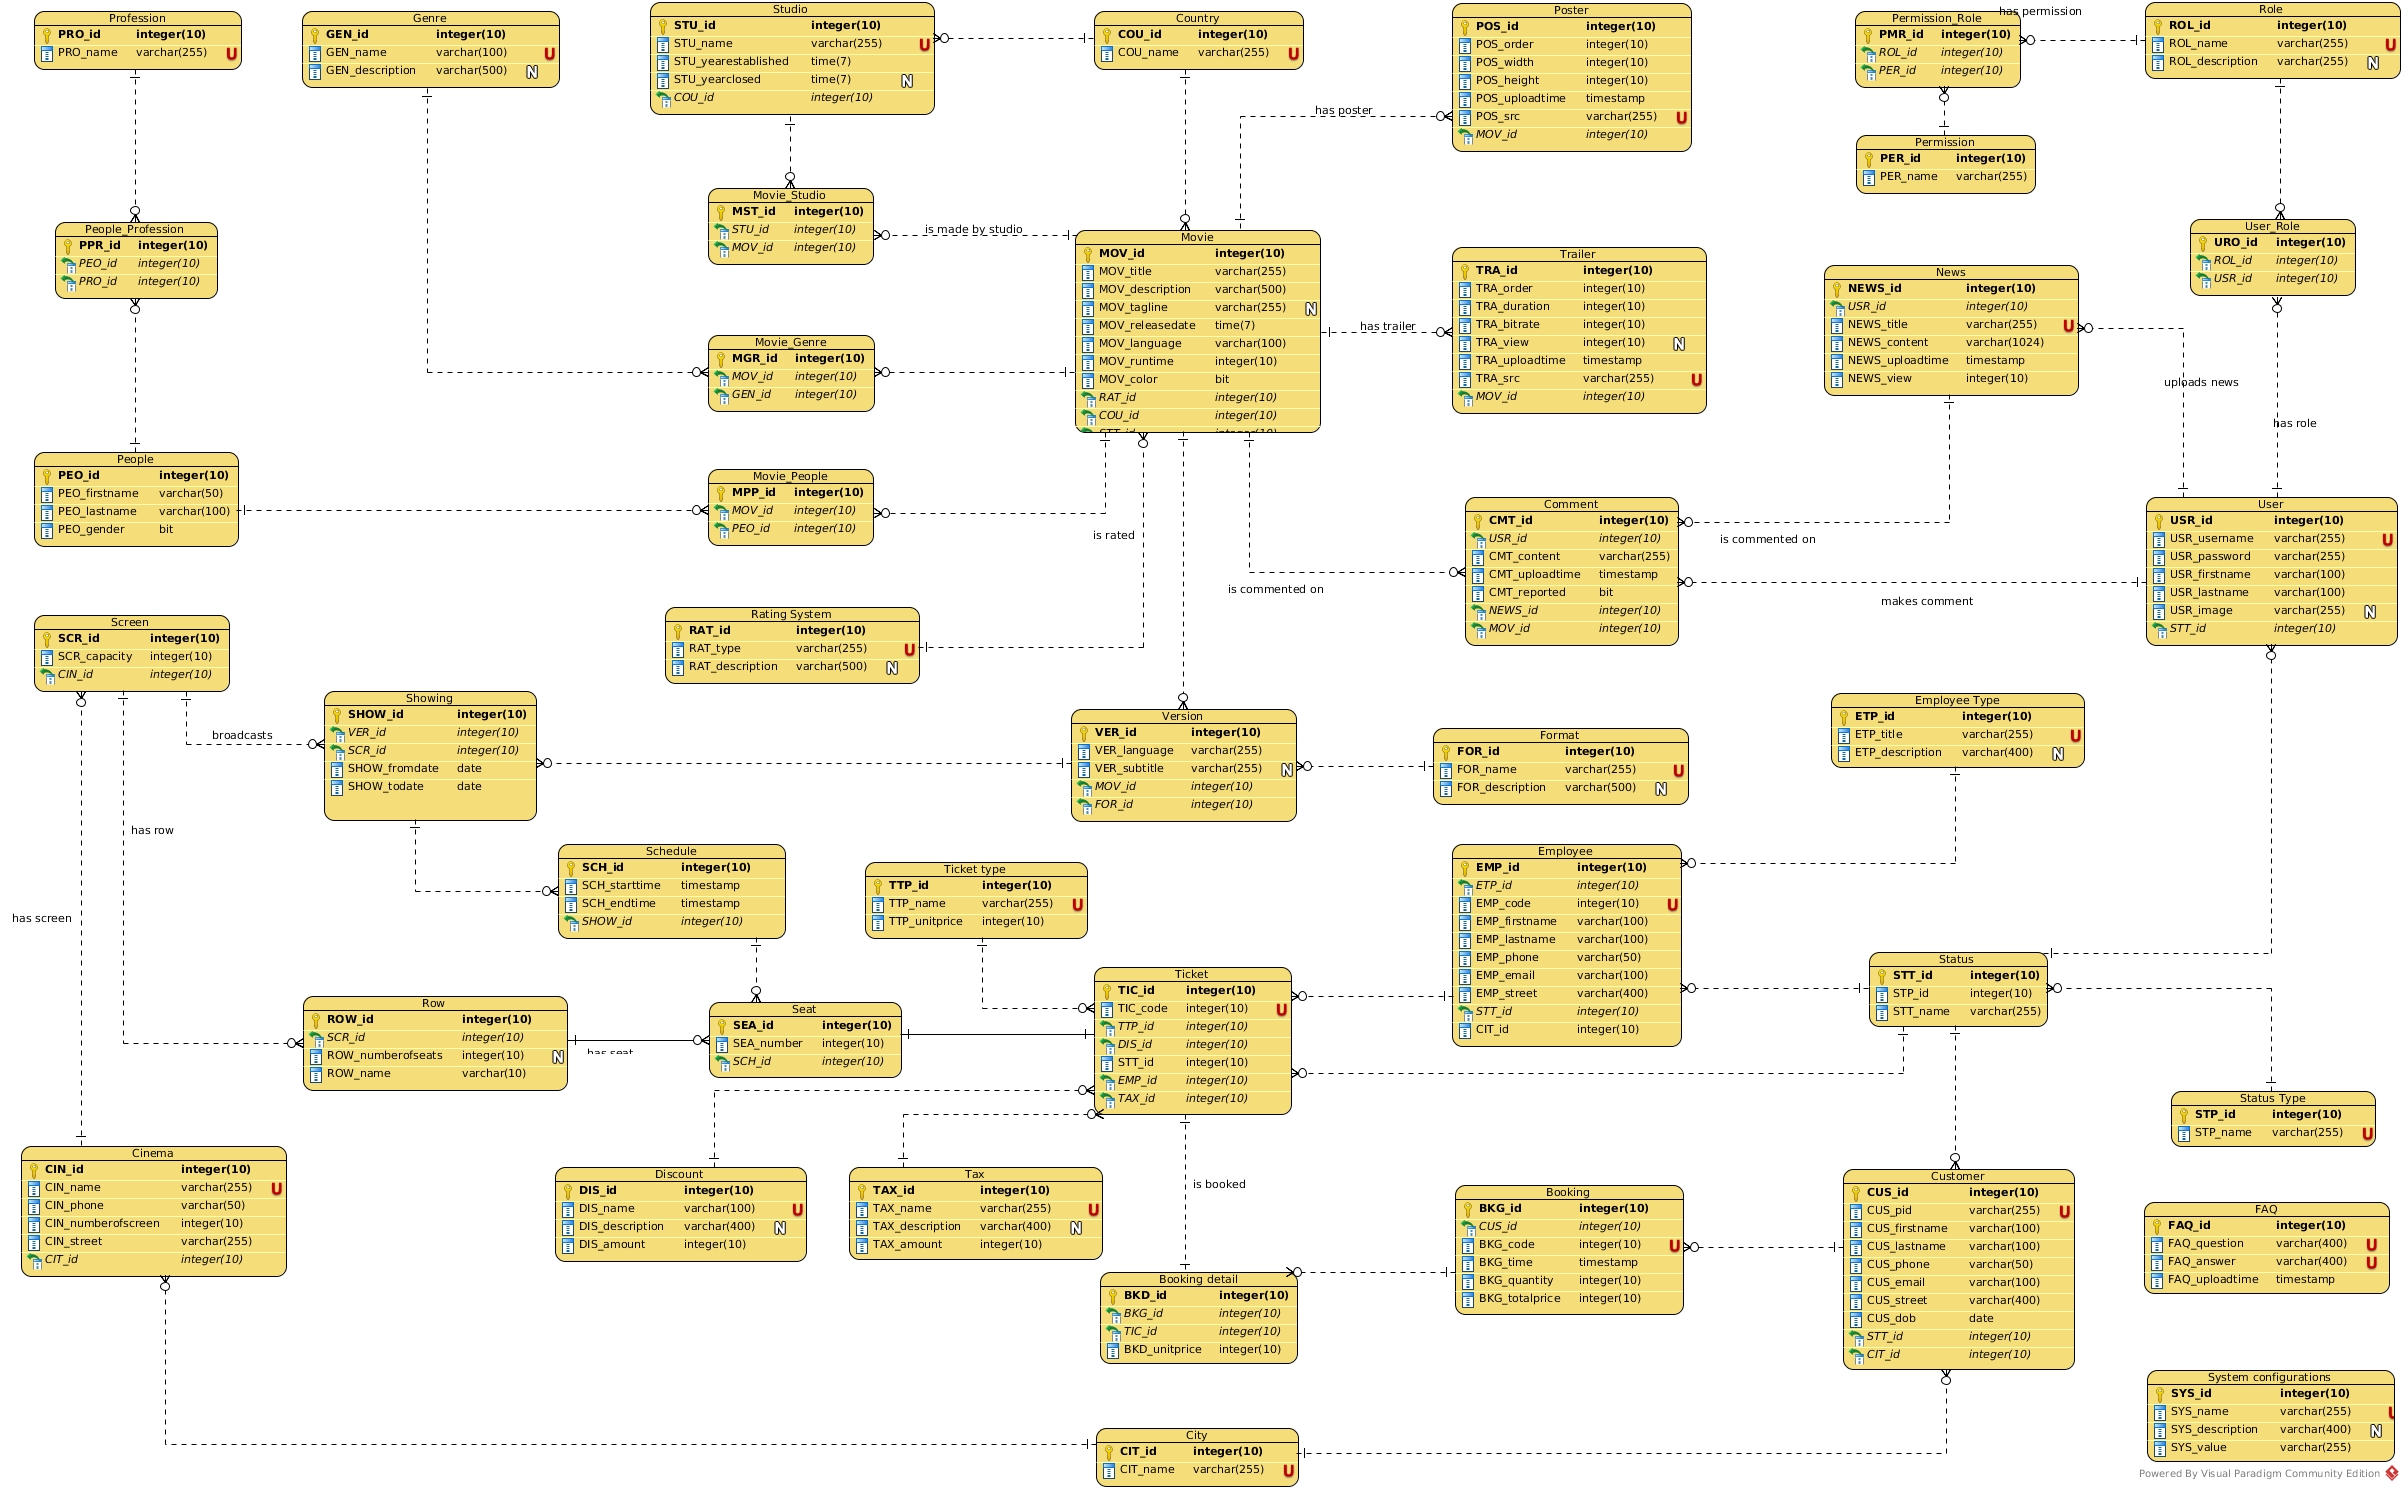 Profession
PRO_id integer(10)
PRO_name varchar(255) U
Genre
GEN_id integer(10)
GEN_name varchar(100) U
GEN_description varchar(500) N
Studio
STU_id integer(10)
STU_name varchar(255) U
STU_yearestablished time(7)
STU_yearclosed time(7) N
COU_id integer(10)
Country
COU_id integer(10)
COU_name varchar(255) U
Poster
POS_id integer(10)
POS_order integer(10)
POS_width integer(10)
POS_height integer(10)
POS_uploadtime timestamp
POS_src varchar(255) U
MOV_id integer(10)
has poster
Permission_Role
PMR_id integer(10)
ROL_id integer(10)
PER_id integer(10)
has permission
Role
ROL_id integer(10)
ROL_name varchar(255) U
ROL_description varchar(255) N
Permission
PER_id integer(10)
PER_name varchar(255)
People_Profession
PPR_id integer(10)
PEO_id integer(10)
PRO_id integer(10)
Movie_Studio
MST_id integer(10)
STU_id integer(10)
MOV_id integer(10)
is made by studio
Movie
MOV_id integer(10)
MOV_title varchar(255)
MOV_description varchar(500)
MOV_tagline varchar(255) N
MOV_releasedate time(7)
MOV_language varchar(100)
MOV_runtime integer(10)
MOV_color bit
RAT_id integer(10)
COU_id integer(10)
STT_id integer(10)
has trailer
Trailer
TRA_id integer(10)
TRA_order integer(10)
TRA_duration integer(10)
TRA_bitrate integer(10)
TRA_view integer(10) N
TRA_uploadtime timestamp
TRA_src varchar(255) U
MOV_id integer(10)
News
NEWS_id integer(10)
USR_id integer(10)
NEWS_title varchar(255) U
NEWS_content varchar(1024)
NEWS_uploadtime timestamp
NEWS_view integer(10)
User_Role
URO_id integer(10)
ROL_id integer(10)
USR_id integer(10)
uploads news
has role
Movie_Genre
MGR_id integer(10)
MOV_id integer(10)
GEN_id integer(10)
People
PEO_id integer(10)
PEO_firstname varchar(50)
PEO_lastname varchar(100)
PEO_gender bit
Movie_People
MPP_id integer(10)
MOV_id integer(10)
PEO_id integer(10)
is rated
is commented on
Comment
CMT_id integer(10)
USR_id integer(10)
CMT_content varchar(255)
CMT_uploadtime timestamp
CMT_reported bit
NEWS_id integer(10)
MOV_id integer(10)
is commented on
makes comment
User
USR_id integer(10)
USR_username varchar(255) U
USR_password varchar(255)
USR_firstname varchar(100)
USR_lastname varchar(100)
USR_image varchar(255) N
STT_id integer(10)
Screen
SCR_id integer(10)
SCR_capacity integer(10)
CIN_id integer(10)
Rating System
RAT_id integer(10)
RAT_type varchar(255) U
RAT_description varchar(500) N
broadcasts
Showing
SHOW_id integer(10)
VER_id integer(10)
SCR_id integer(10)
SHOW_fromdate date
SHOW_todate date
Version
VER_id integer(10)
VER_language varchar(255)
VER_subtitle varchar(255) N
MOV_id integer(10)
FOR_id integer(10)
Format
FOR_id integer(10)
FOR_name varchar(255) U
FOR_description varchar(500) N
Employee Type
ETP_id integer(10)
ETP_title varchar(255) U
ETP_description varchar(400) N
has row
has screen
Schedule
SCH_id integer(10)
SCH_starttime timestamp
SCH_endtime timestamp
SHOW_id integer(10)
Ticket type
TTP_id integer(10)
TTP_name varchar(255) U
TTP_unitprice integer(10)
Employee
EMP_id integer(10)
ETP_id integer(10)
EMP_code integer(10) U
EMP_firstname varchar(100)
EMP_lastname varchar(100)
EMP_phone varchar(50)
EMP_email varchar(100)
EMP_street varchar(400)
STT_id integer(10)
CIT_id integer(10)
Status
STT_id integer(10)
STP_id integer(10)
STT_name varchar(255)
Row
ROW_id integer(10)
SCR_id integer(10)
ROW_numberofseats integer(10) N
ROW_name varchar(10)
has seat
Seat
SEA_id integer(10)
SEA_number integer(10)
SCH_id integer(10)
Ticket
TIC_id integer(10)
TIC_code integer(10) U
TTP_id integer(10)
DIS_id integer(10)
STT_id integer(10)
EMP_id integer(10)
TAX_id integer(10)
Status Type
STP_id integer(10)
STP_name varchar(255) U
Cinema
CIN_id integer(10)
CIN_name varchar(255) U
CIN_phone varchar(50)
CIN_numberofscreen integer(10)
CIN_street varchar(255)
CIT_id integer(10)
Discount
DIS_id integer(10)
DIS_name varchar(100) U
DIS_description varchar(400) N
DIS_amount integer(10)
Tax
TAX_id integer(10)
TAX_name varchar(255) U
TAX_description varchar(400) N
TAX_amount integer(10)
is booked
Booking
BKG_id integer(10)
CUS_id integer(10)
BKG_code integer(10) U
BKG_time timestamp
BKG_quantity integer(10)
BKG_totalprice integer(10)
Customer
CUS_id integer(10)
CUS_pid varchar(255) U
CUS_firstname varchar(100)
CUS_lastname varchar(100)
CUS_phone varchar(50)
CUS_email varchar(100)
CUS_street varchar(400)
CUS_dob date
STT_id integer(10)
CIT_id integer(10)
FAQ
FAQ_id integer(10)
FAQ_question varchar(400) U
FAQ_answer varchar(400) U
FAQ_uploadtime timestamp
Booking detail
BKD_id integer(10)
BKG_id integer(10)
TIC_id integer(10)
BKD_unitprice integer(10)
System configurations
SYS_id integer(10)
SYS_name varchar(255) U
SYS_description varchar(400) N
SYS_value varchar(255)
City
CIT_id integer(10)
CIT_name varchar(255) U
Powered By Visual Paradigm Community Edition